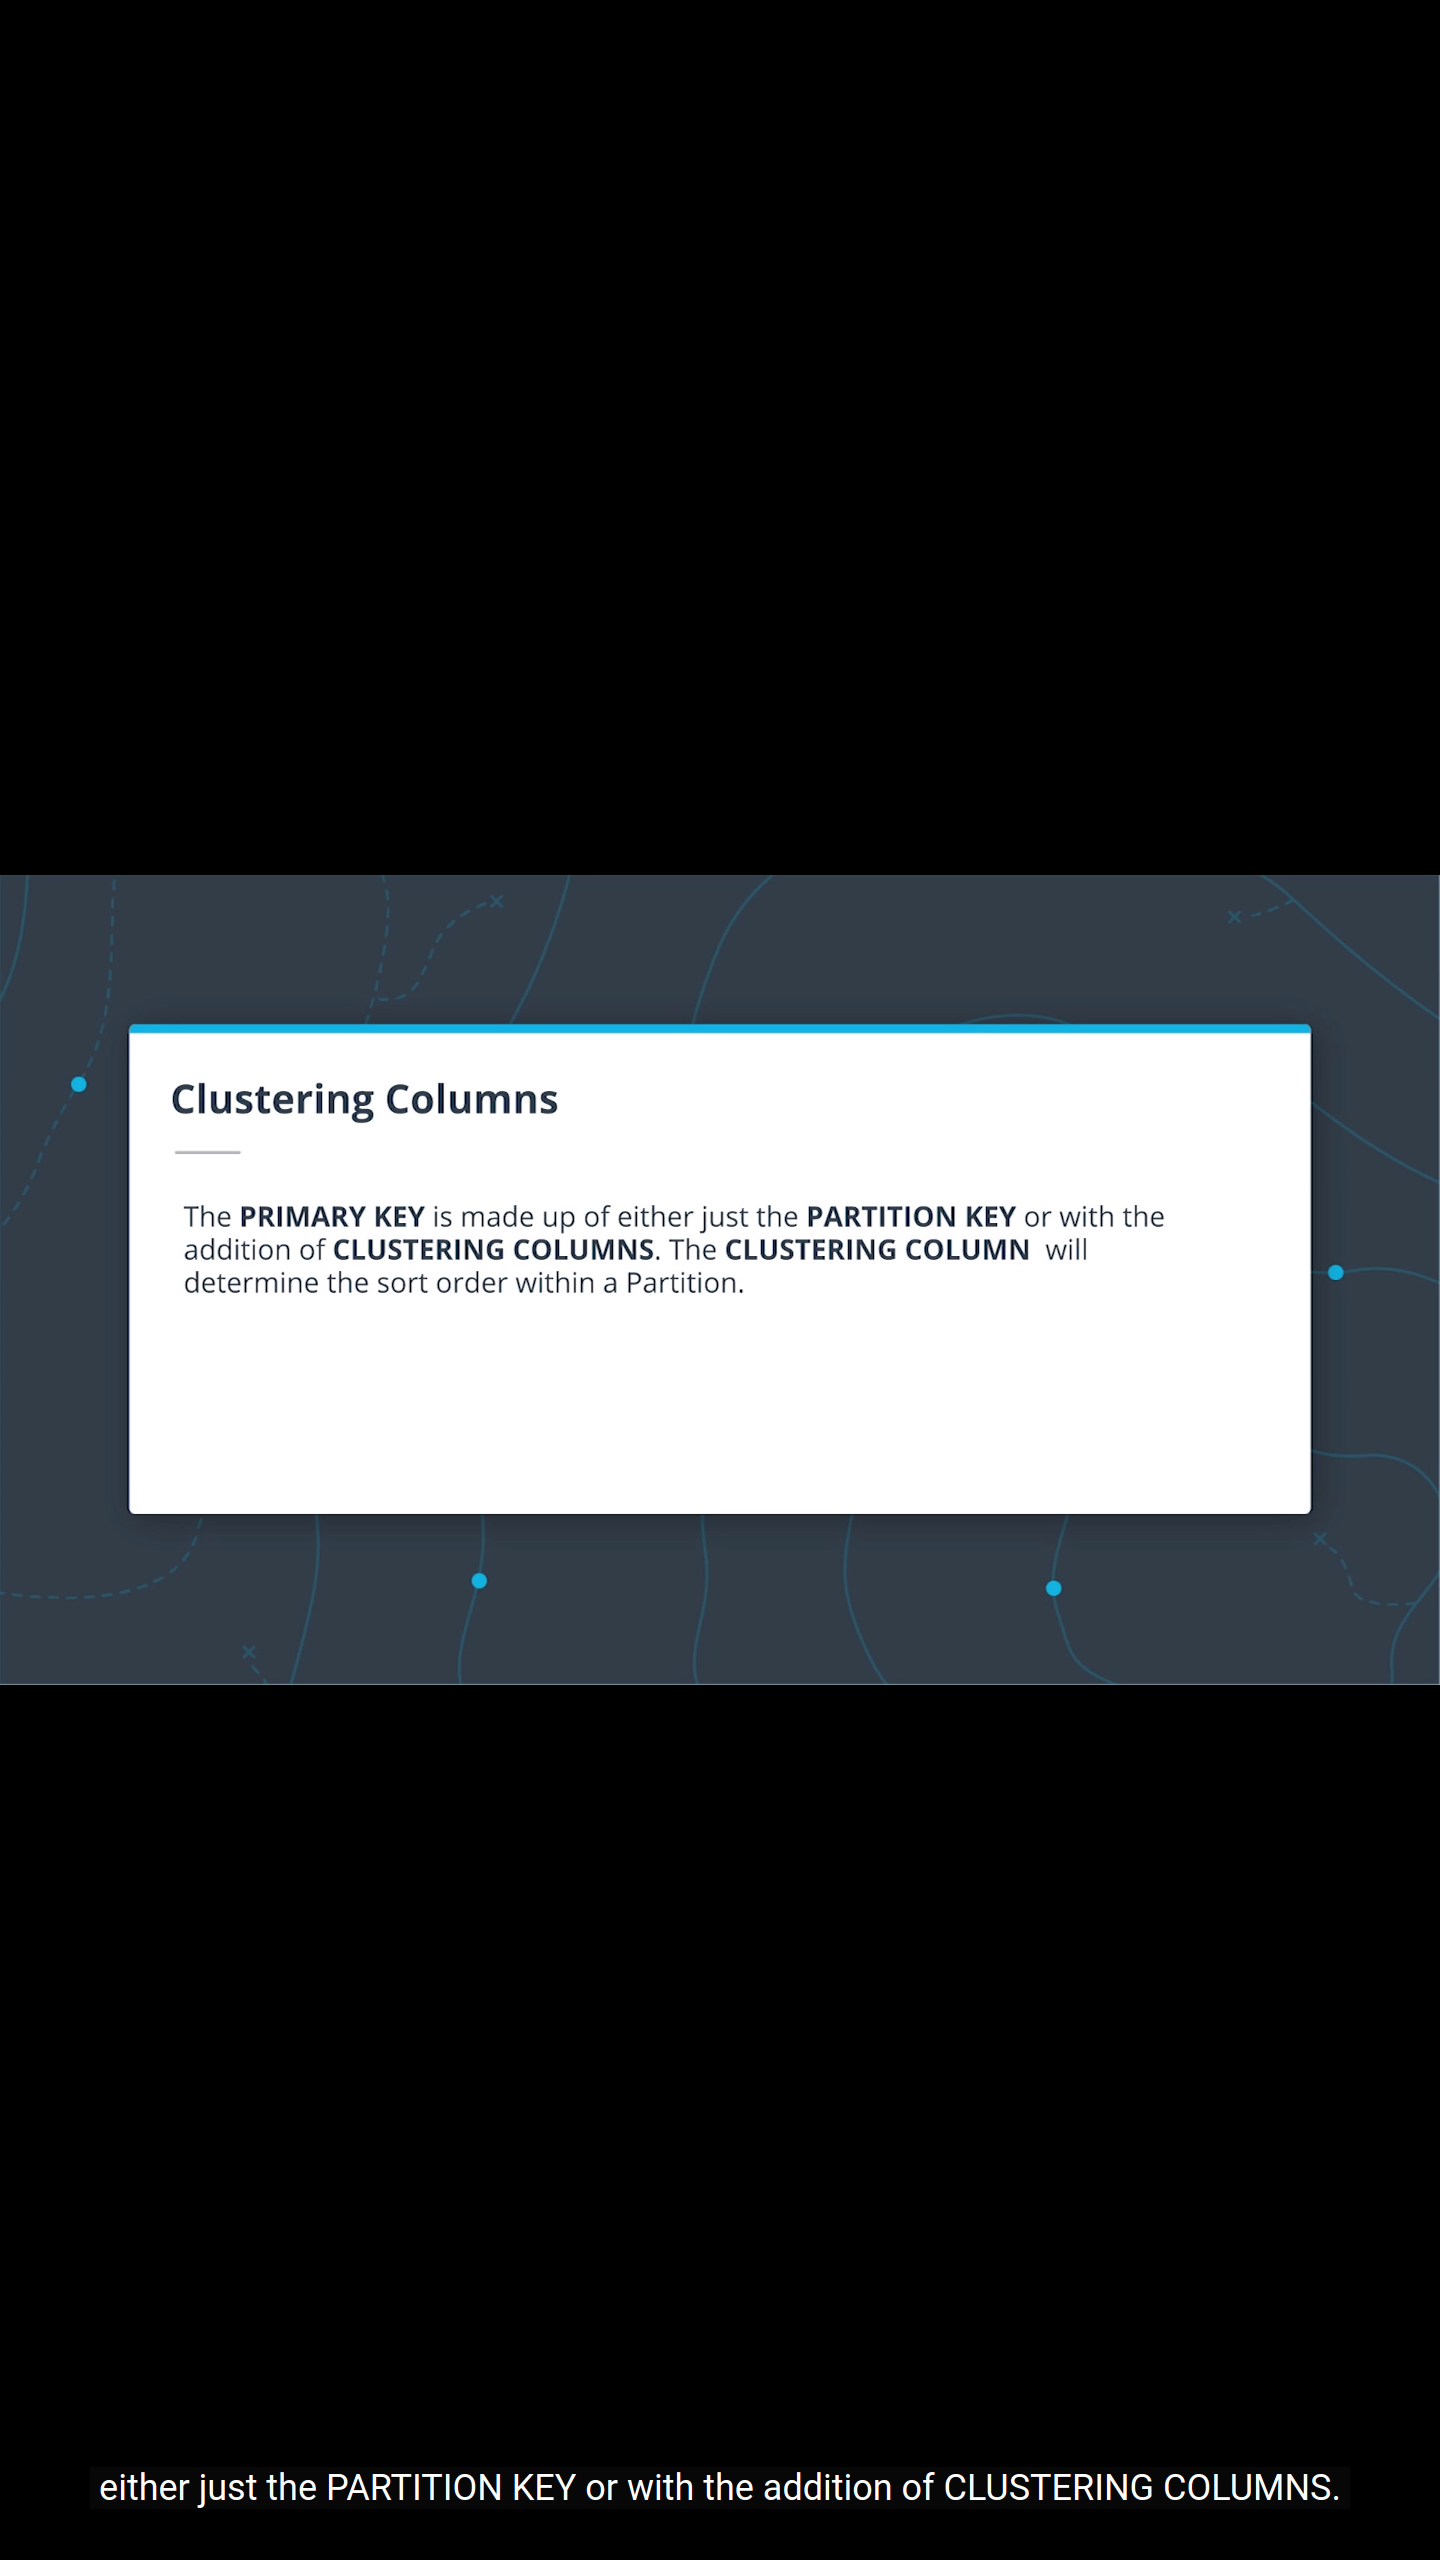 Clustering Columns
The PRIMARY KEY is made up of either just the PARTITION KEY or with the
addition of CLUSTERING COLUMNS. The CLUSTERING COLUMN will
determine the sort order within a Partition.
either just the PARTITION KEY or with the addition of CLUSTERING COLUMNS.